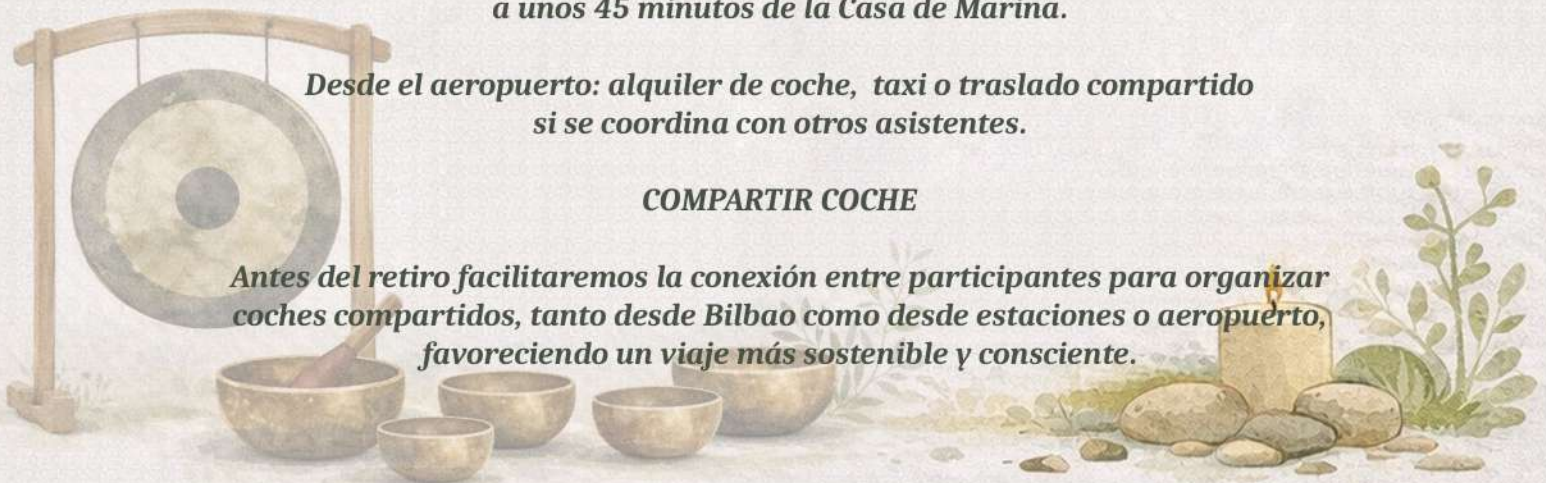 a unos 45 minutos de la Casa de Marina.
Desde el aeropuerto: alquiler de coche,  taxi o traslado compartido
si se coordina con otros asistentes.
COMPARTIR COCHE
Antes del retiro facilitaremos la conexión entre participantes para organizar
coches compartidos, tanto desde Bilbao como desde estaciones o aeropuerto,
favoreciendo un viaje más sostenible y consciente.